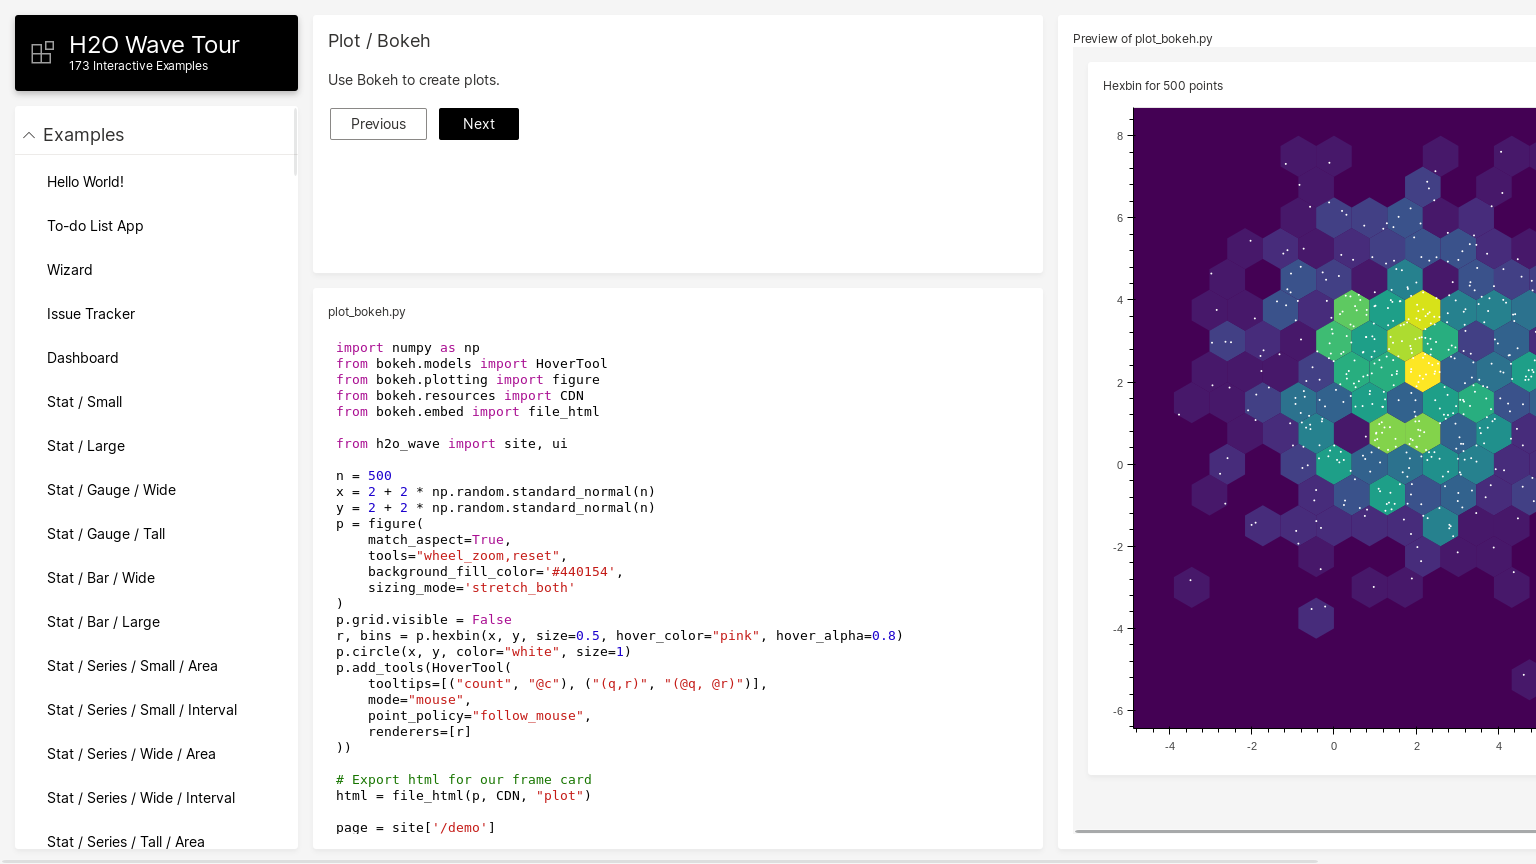 H2O Wave Tour
173 Interactive Examples
Examples
Hello World!
To-do List App
Wizard
Issue Tracker
Dashboard
Stat / Small
Stat / Large
Stat / Gauge / Wide
Stat / Gauge / Tall
Stat / Bar / Wide
Stat / Bar / Large
Stat / Series / Small / Area
Stat / Series / Small / Interval
Stat / Series / Wide / Area
Stat / Series / Wide / Interval
Stat / Series / Tall / Area
Plot / Bokeh
Use Bokeh to create plots.
Previous
Next
plot_bokeh.py
import numpy as np
from bokeh.models import HoverTool
from bokeh.plotting import figure
from bokeh.resources import CDN
from bokeh.embed import file_html
from h2o_wave import site, ui
n = 500
x = 2 + 2 * np.random.standard_normal(n)
y = 2 + 2 * np.random.standard_normal(n)
p = figure(
    match_aspect=True,
    tools="wheel_zoom,reset",
    background_fill_color='#440154',
    sizing_mode='stretch_both'
)
p.grid.visible = False
r, bins = p.hexbin(x, y, size=0.5, hover_color="pink", hover_alpha=0.8)
p.circle(x, y, color="white", size=1)
p.add_tools(HoverTool(
    tooltips=[("count", "@c"), ("(q,r)", "(@q, @r)")],
    mode="mouse",
    point_policy="follow_mouse",
    renderers=[r]
))
# Export html for our frame card
html = file_html(p, CDN, "plot")
page = site['/demo']
Preview of plot_bokeh.py
Hexbin for 500 points
8
6
4
2
0
-2
-4
-6
-4
-2
0
2
4